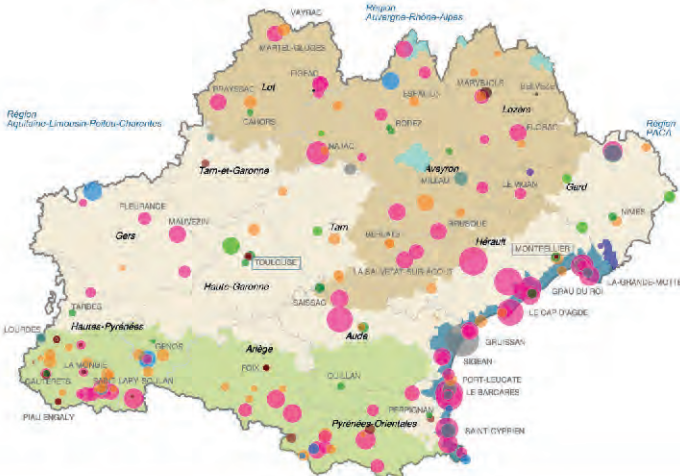 VAYRAC
Région
Auvergne-Rhône-Alpes
MARTEL-GLUGES
FIGEAC
Lot
PRAYSSAC
ESPALION
MARVEJOLS
Lozère
Région
Aquitaine-Limousin-Poitou-Charentes
CAHORS
RODEZ
FLORAC
Région
PACA
NAJAC
Tarn-et-Garonne
Aveyron
MILLAU
LE VIGAN
Gard
FLEURANCE
MAUVEZIN
NIMES
Gers
Tarn
BRUSQUE
Hérault
MONTPELLIER
TOULOUSE
LA SALVETAT-SUR-AGOUT
LA-GRANDE-MOTTE
Haute-Garonne
GRAU DU ROI
SAISSAC
TARBES
LE CAP D'AGDE
Hautes-Pyrénées
LOURDES
Aude
GRUISSAN
GENOS
Ariège
SIGEAN
LA MONGIE
FOIX
QUILLAN
PORT-LEUCATE
CAUTERETS
SAINT-LARY-SOULAN
LE BARCARES
PERPIGNAN
PIAU ENGALY
Pyrénées-Orientales
SAINT-CYPRIEN